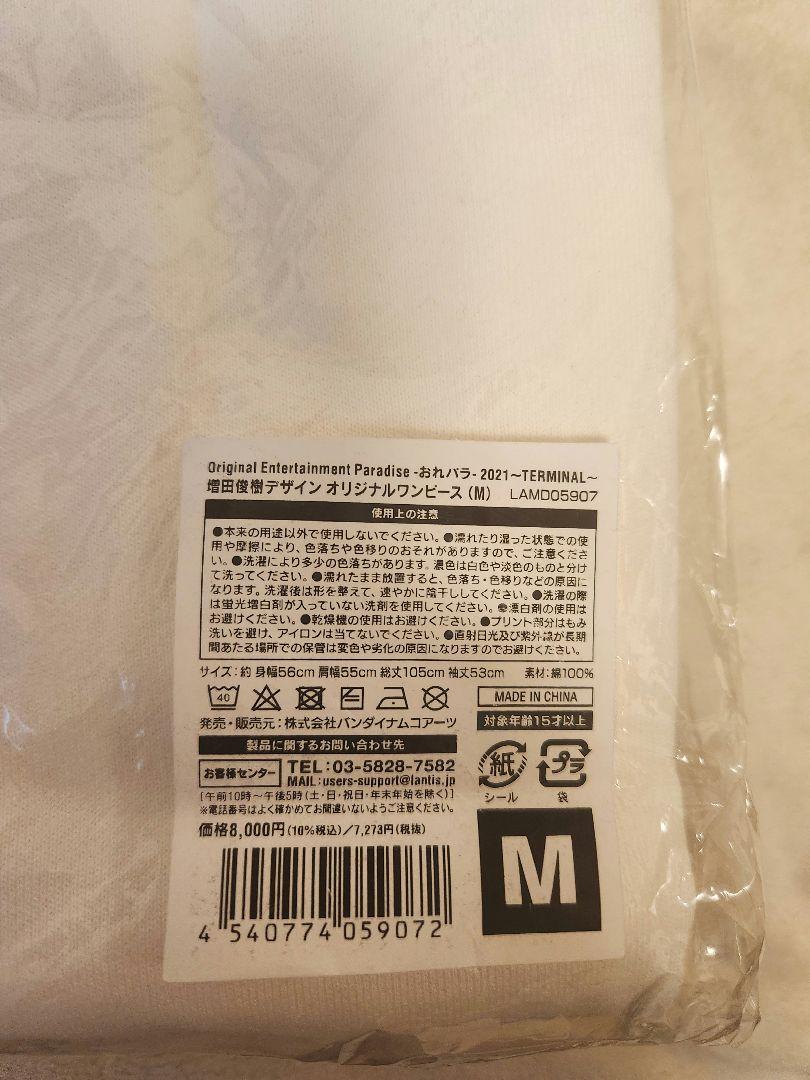 Original Entertainment Paradise -おれパラ- 2021～TERMINAL～
増田俊樹デザイン オリジナルワンピース（M） LAMD05907
使用上の注意
●本来の用途以外で使用しないでください。●濡れたり湿った状態での使
用や摩擦により、色落ちや色移りのおそれがありますので、ご注意くださ
い。●洗濯により多少の色落ちがあります。濃色は白色や淡色のものと分け
て洗ってください。●濡れたまま放置すると、色落ち・色移りなどの原因に
なります。洗濯後は形を整えて、速やかに陰干ししてください。●洗濯の際
は蛍光増白剤が入っていない洗剤を使用してください。●漂白剤の使用は
お避けください。●乾燥機の使用はお避けください。●プリント部分はもみ
洗いを避け、アイロンは当てないでください。●直射日光及び紫外線が長期
間あたる場所での保管は変色や劣化の原因になりますのでお避けください。
サイズ：約 身幅56cm 肩幅55cm 総丈105cm 袖丈53cm 素材：綿100%
40
MADE IN CHINA
発売・販売元：株式会社バンダイナムコアーツ
対象年齢15才以上
製品に関するお問い合わせ先
お客様センター
TEL：03-5828-7582
MAIL：users-support@lantis.jp
[午前10時～午後5時（土・日・祝日・年末年始を除く）]
※電話番号はよく確かめてお間違いないようご注意ください。
紙
シール
プラ
袋
価格8,000円（10%税込）／7,273円（税抜）
M
4 540774 059072